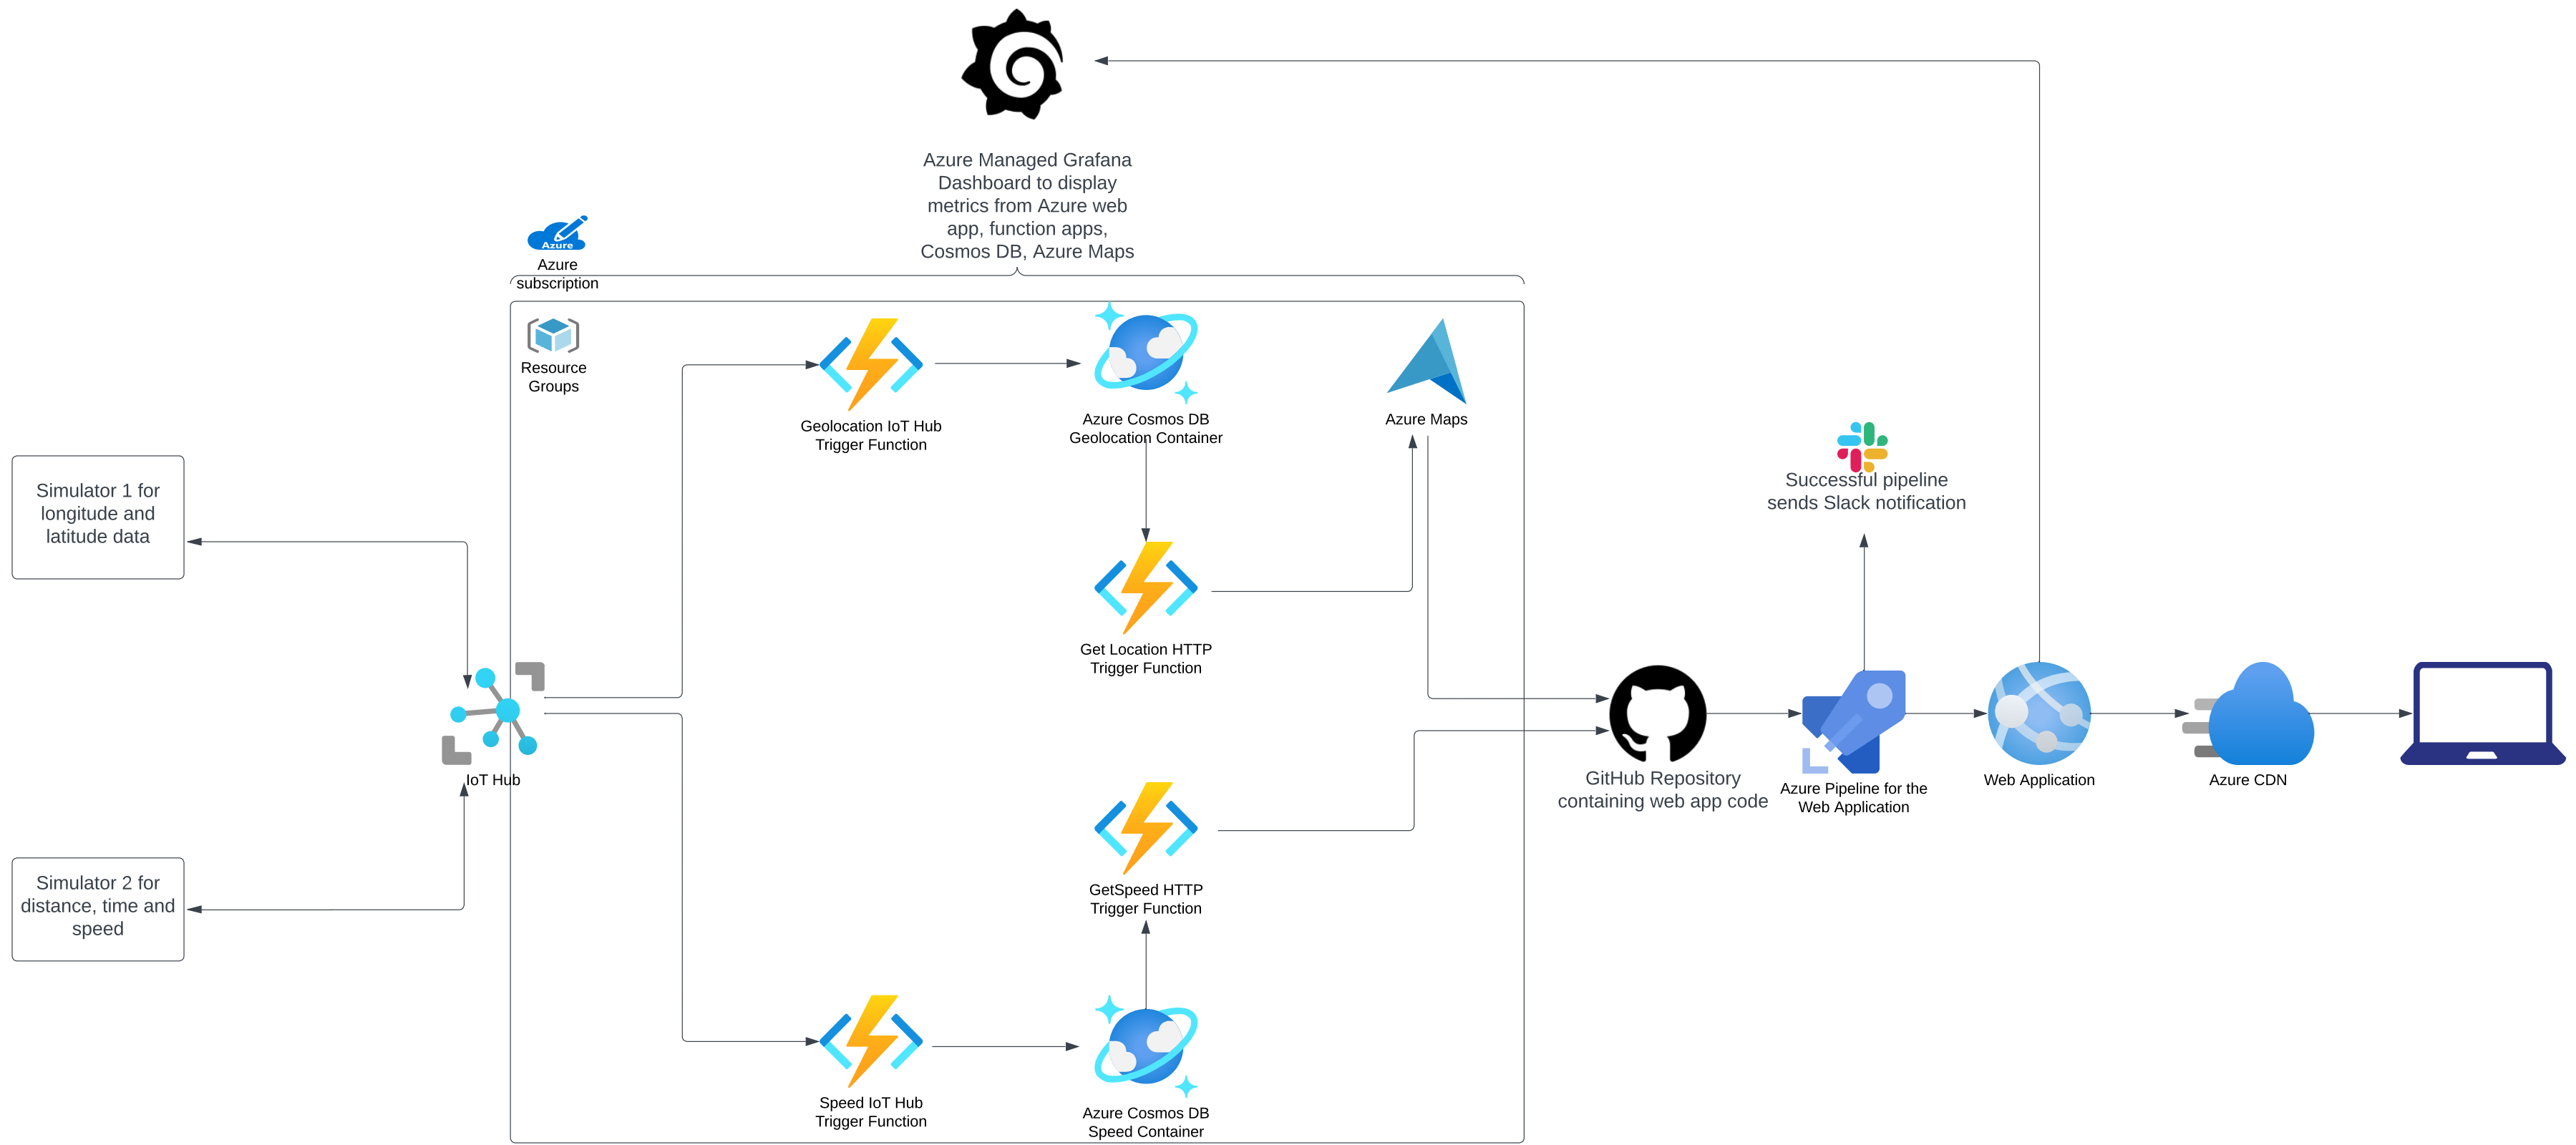 Azure Managed Grafana
Dashboard to display
metrics from Azure web
app, function apps,
Cosmos DB, Azure Maps
Azure
Azure
subscription
Resource
Groups
Geolocation IoT Hub
Trigger Function
Azure Cosmos DB
Geolocation Container
Azure Maps
Simulator 1 for
longitude and
latitude data
Successful pipeline
sends Slack notification
Get Location HTTP
Trigger Function
IoT Hub
GitHub Repository
containing web app code
Azure Pipeline for the
Web Application
Web Application
Azure CDN
Simulator 2 for
distance, time and
speed
GetSpeed HTTP
Trigger Function
Speed IoT Hub
Trigger Function
Azure Cosmos DB
Speed Container